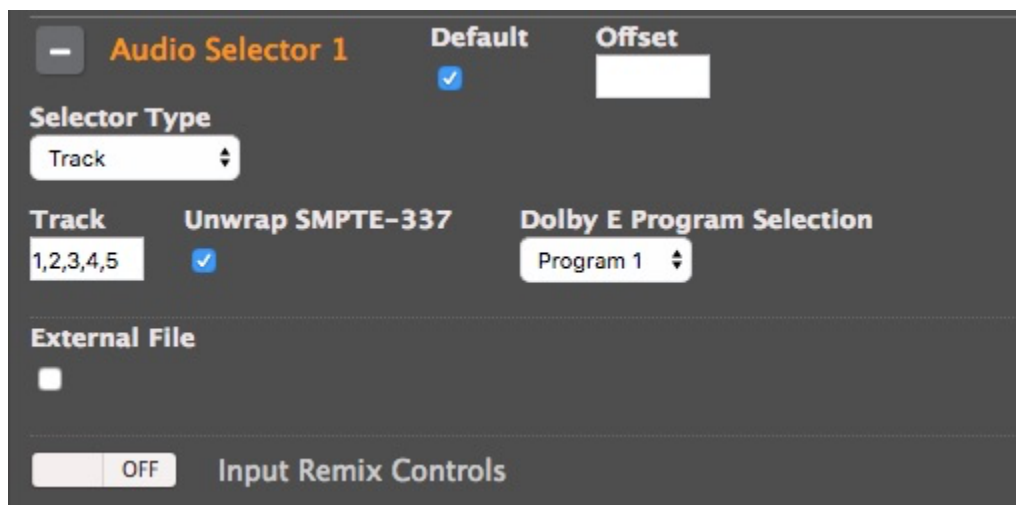 Audio Selector 1 Default Offset
Selector Type
Track
Track Unwrap SMPTE-337 Dolby E Program Selection
1,2,3,4,5 Program 1
External File
OFF Input Remix Controls